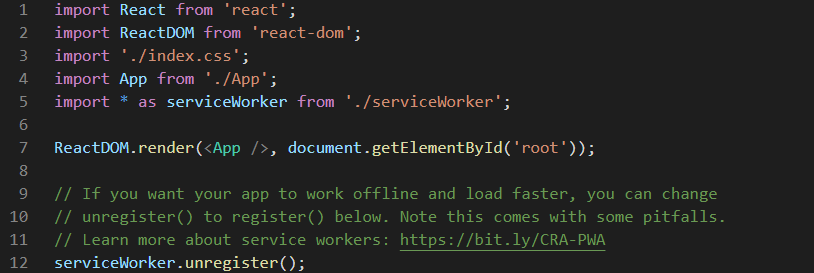 1 import React from 'react';
2 import ReactDOM from 'react-dom';
3 import './index.css';
4 import App from './App';
5 import * as serviceWorker from './serviceWorker';
6
7 ReactDOM.render(<App />, document.getElementById('root'));
8
9 // If you want your app to work offline and load faster, you can change
10 // unregister() to register() below. Note this comes with some pitfalls.
11 // Learn more about service workers: https://bit.ly/CRA-PWA
12 serviceWorker.unregister();